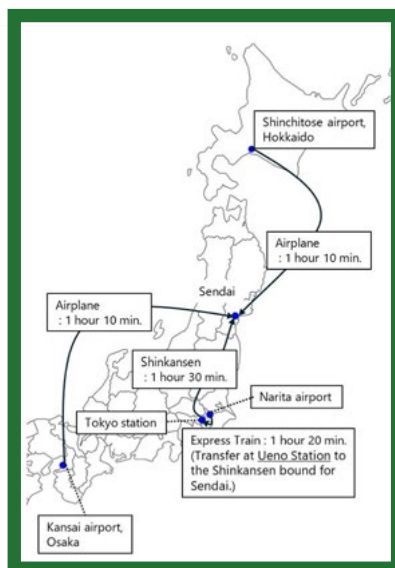 Shinchitose airport,
Hokkaido
Airplane
: 1 hour 10 min.
Sendai
Airplane
: 1 hour 10 min.
Shinkansen
: 1 hour 30 min.
Narita airport
Tokyo station
Express Train : 1 hour 20 min.
(Transfer at Ueno Station to
the Shinkansen bound for
Sendai.)
Kansai airport,
Osaka